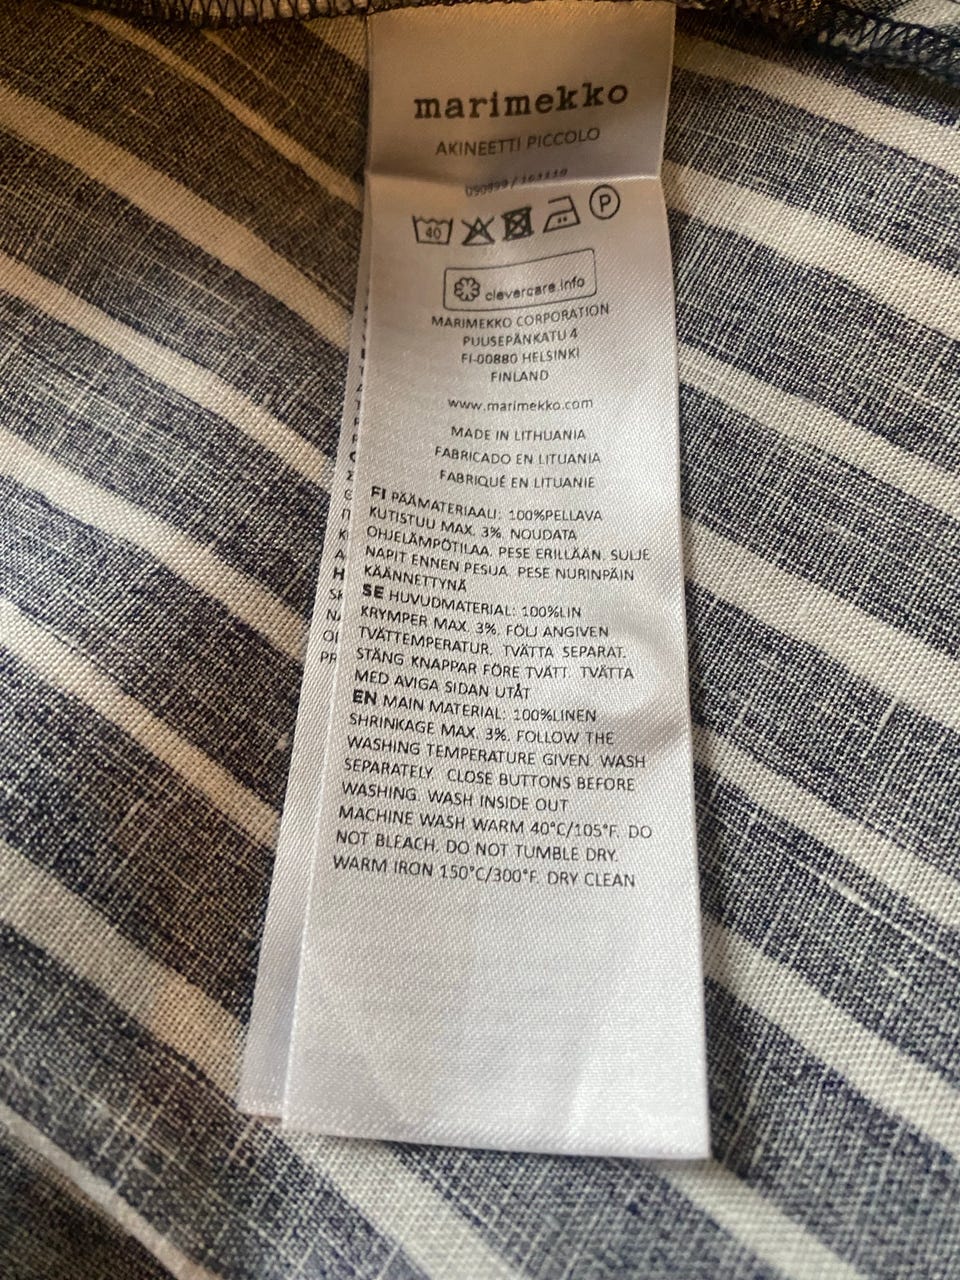 marimekko
AKINEETTI PICCOLO
090899 / 161110
40
P
clevercare.info
MARIMEKKO CORPORATION
PUUSEPÄNKATU 4
FI-00880 HELSINKI
FINLAND
www.marimekko.com
MADE IN LITHUANIA
FABRICADO EN LITUANIA
FABRIQUÉ EN LITUANIE
FI PÄÄMATERIAALI: 100%PELLAVA
KUTISTUU MAX. 3%. NOUDATA
OHJELÄMPÖTILAA. PESE ERILLÄÄN. SULJE
NAPIT ENNEN PESUA. PESE NURINPÄIN
KÄÄNNETTYNÄ
SE HUVUDMATERIAL: 100%LIN
KRYMPER MAX. 3%. FÖLJ ANGIVEN
TVÄTTEMPERATUR. TVÄTTA SEPARAT.
STÄNG KNAPPAR FÖRE TVÄTT. TVÄTTA
MED AVIGA SIDAN UTÅT
EN MAIN MATERIAL: 100%LINEN
SHRINKAGE MAX. 3%. FOLLOW THE
WASHING TEMPERATURE GIVEN. WASH
SEPARATELY. CLOSE BUTTONS BEFORE
WASHING. WASH INSIDE OUT
MACHINE WASH WARM 40°C/105°F. DO
NOT BLEACH. DO NOT TUMBLE DRY.
WARM IRON 150°C/300°F. DRY CLEAN